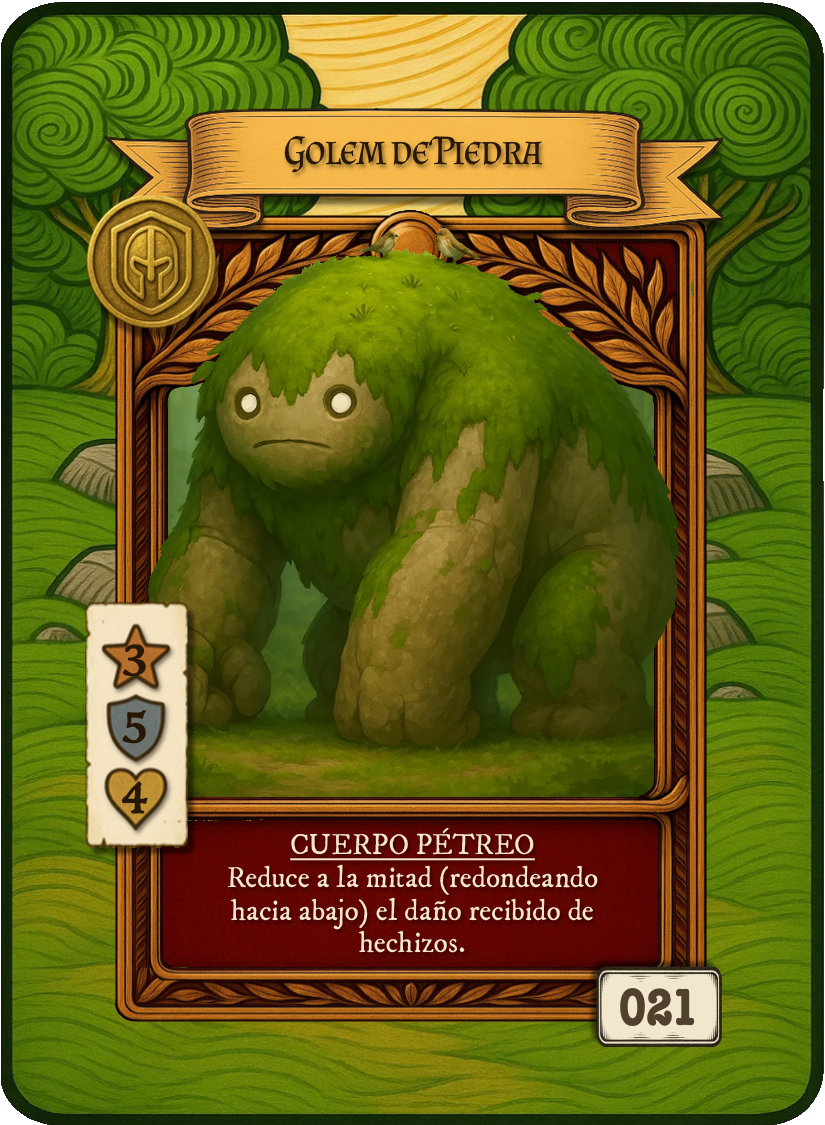 Golem de Piedra
3
5
4
CUERPO PÉTREO
Reduce a la mitad (redondeando
hacia abajo) el daño recibido de
hechizos.
021